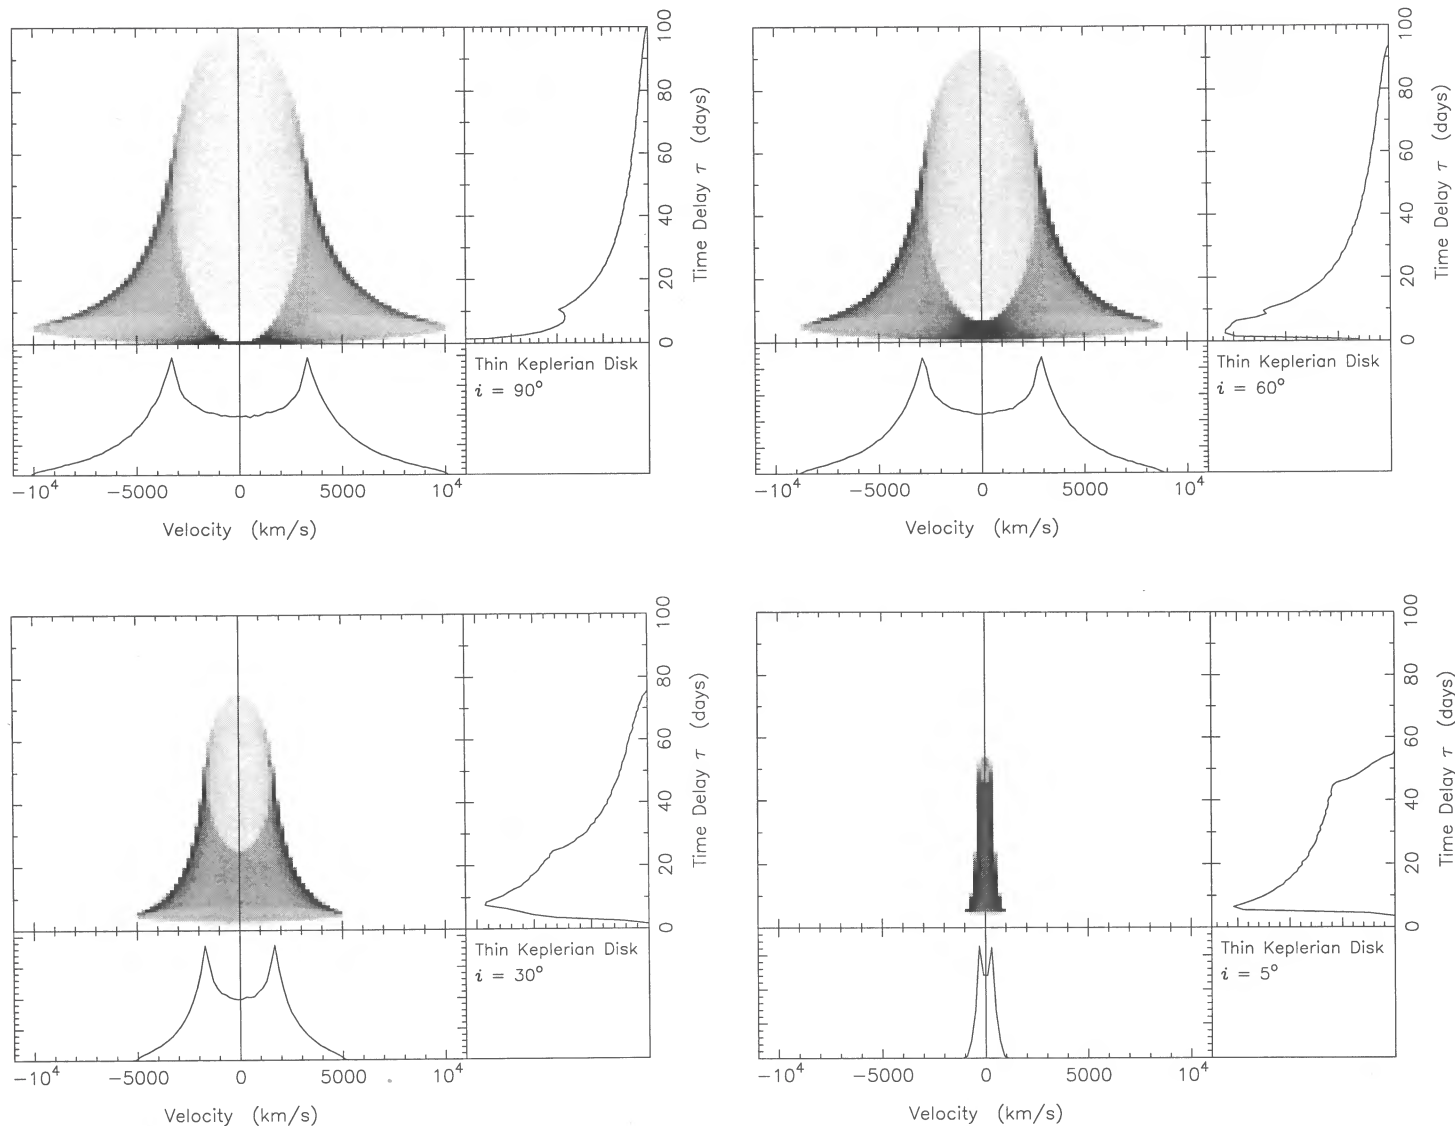 0 20 40 60 80 100
Time Delay τ (days)
Thin Keplerian Disk
i = 90°
−10⁴ −5000 0 5000 10⁴
Velocity (km/s)
0 20 40 60 80 100
Time Delay τ (days)
Thin Keplerian Disk
i = 60°
−10⁴ −5000 0 5000 10⁴
Velocity (km/s)
0 20 40 60 80 100
Time Delay τ (days)
Thin Keplerian Disk
i = 30°
−10⁴ −5000 0 5000 10⁴
Velocity (km/s)
0 20 40 60 80 100
Time Delay τ (days)
Thin Keplerian Disk
i = 5°
−10⁴ −5000 0 5000 10⁴
Velocity (km/s)